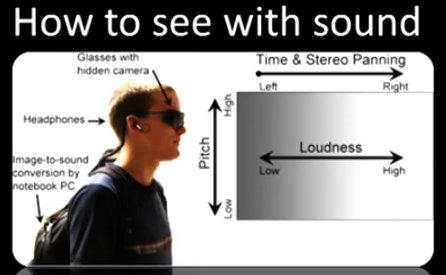 How to see with sound
Glasses with
hidden camera
Headphones
Image-to-sound
conversion by
notebook PC
Time & Stereo Panning
Left
Right
High
Pitch
Low
Loudness
Low
High